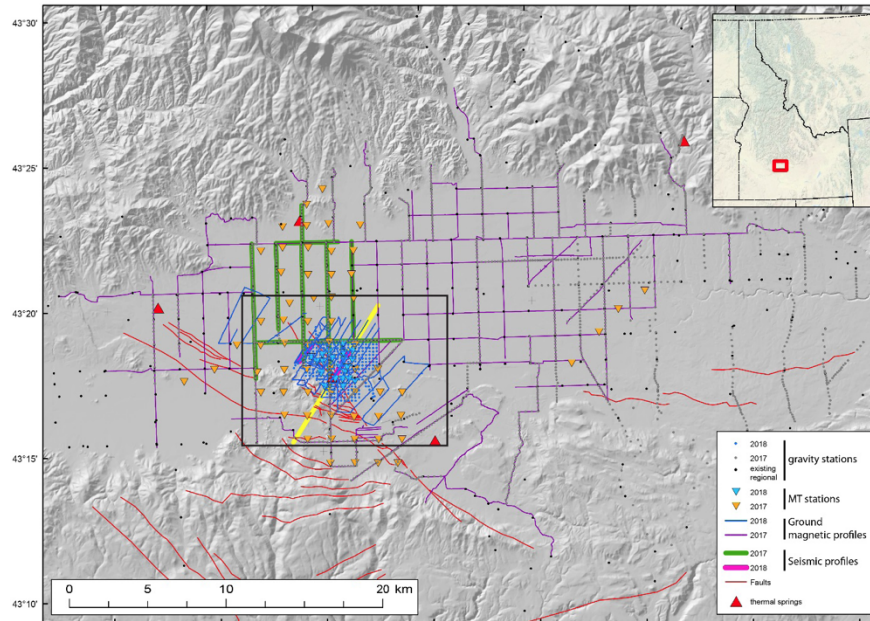 43°30'
43°25'
43°20'
43°15'
43°10'
2018
2017
existing
regional
gravity stations
2018
2017
MT stations
2018
2017
Ground
magnetic profiles
2017
2018
Seismic profiles
Faults
thermal springs
0 5 10 20 km